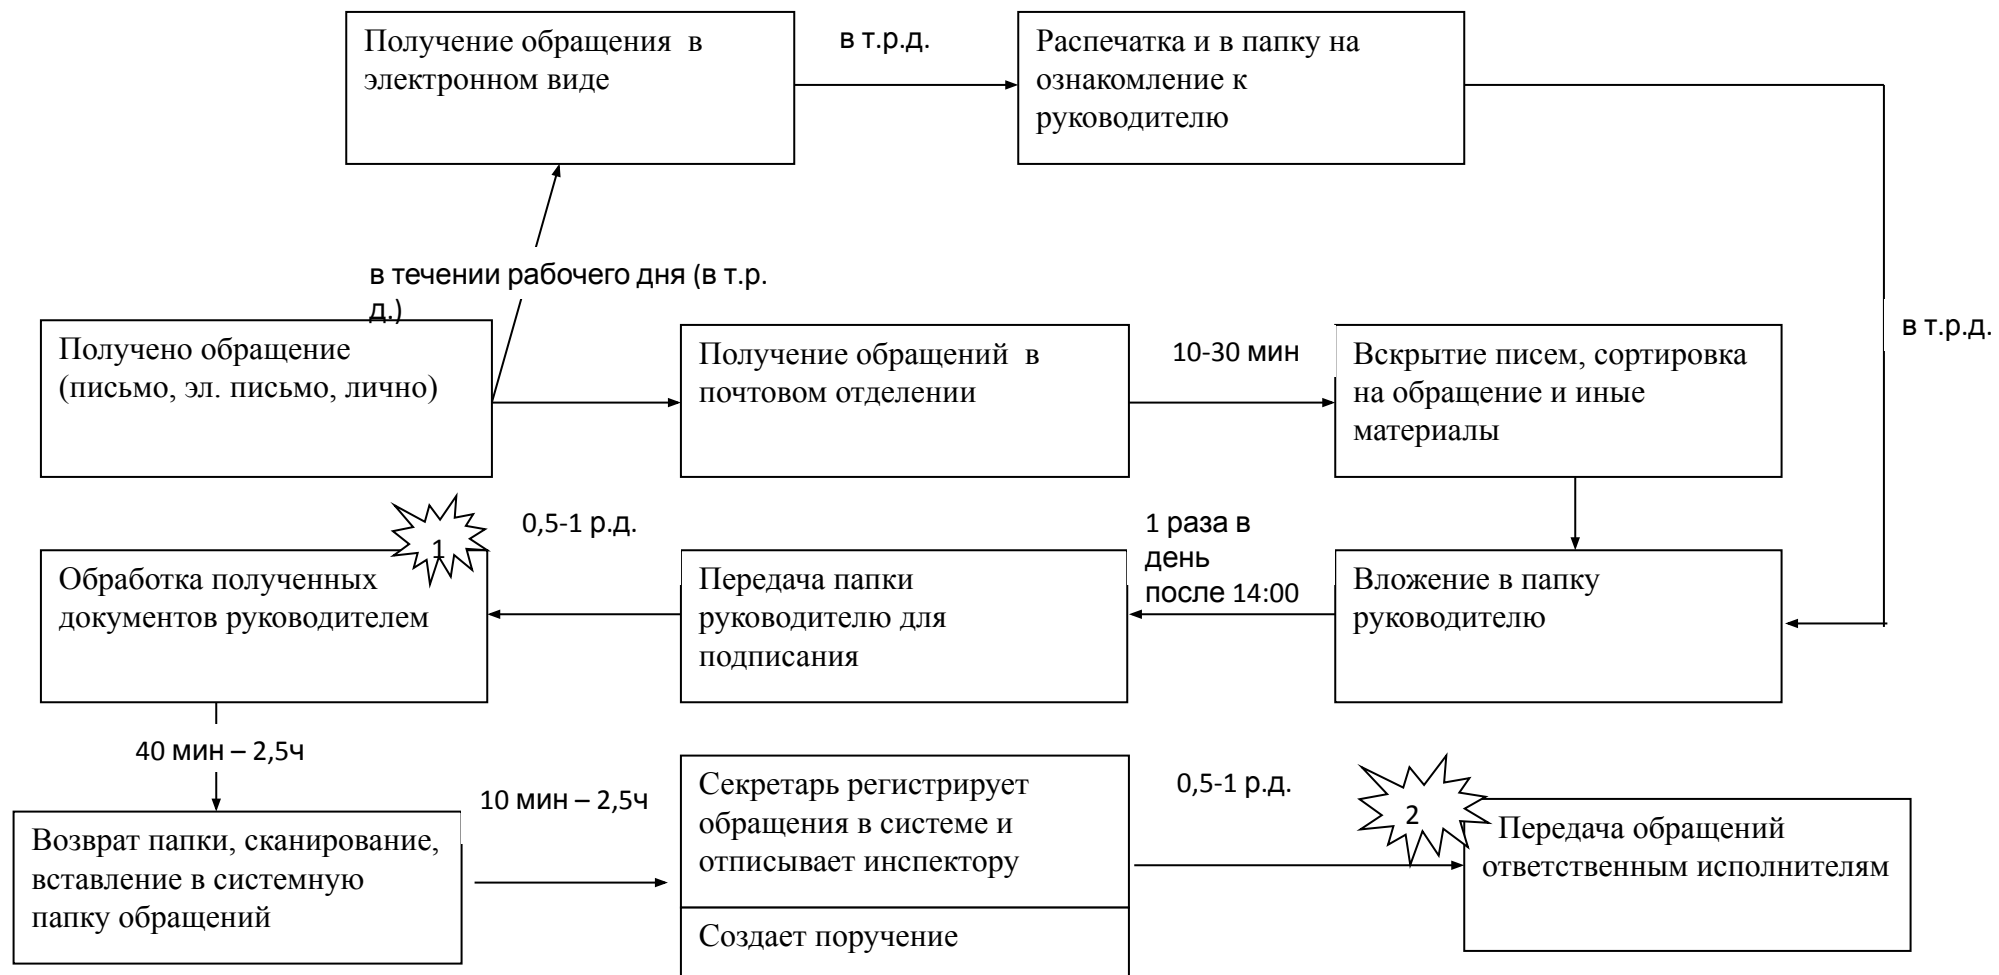 Получение обращения в
электронном виде
в т.р.д.
Распечатка и в папку на
ознакомление к
руководителю
в течении рабочего дня (в т.р.
д.)
в т.р.д.
Получено обращение
(письмо, эл. письмо, лично)
Получение обращений в
почтовом отделении
10-30 мин
Вскрытие писем, сортировка
на обращение и иные
материалы
1
0,5-1 р.д.
1 раза в
день
после 14:00
Обработка полученных
документов руководителем
Передача папки
руководителю для
подписания
Вложение в папку
руководителю
40 мин – 2,5ч
10 мин – 2,5ч
0,5-1 р.д.
2
Возврат папки, сканирование,
вставление в системную
папку обращений
Секретарь регистрирует
обращения в системе и
отписывает инспектору
Создает поручение
Передача обращений
ответственным исполнителям